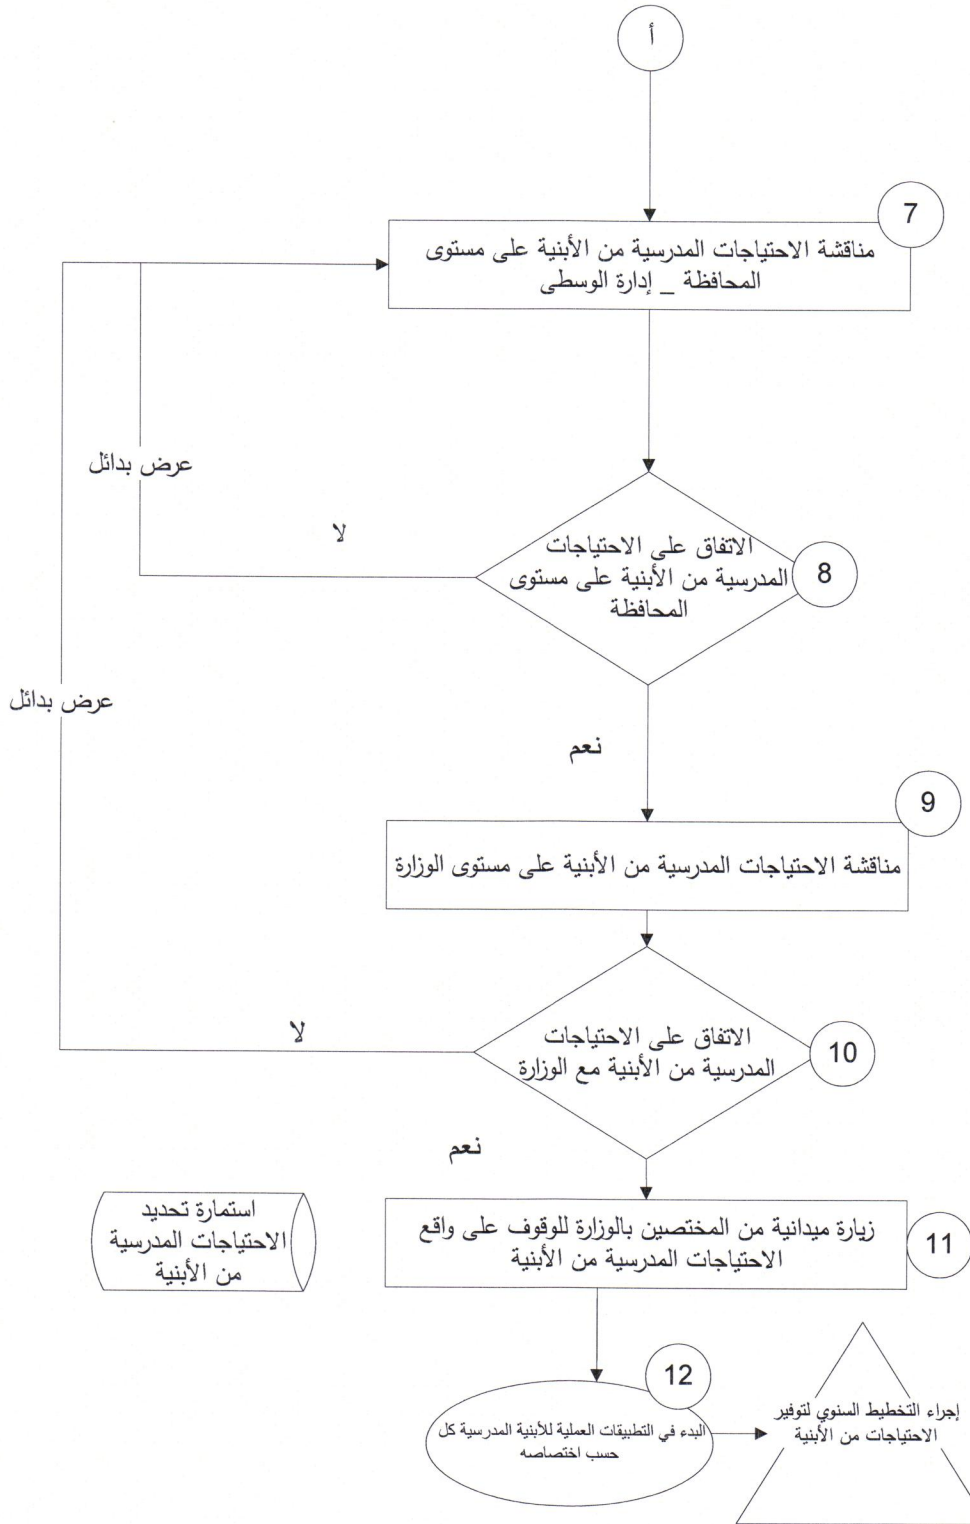 أ
7
مناقشة الاحتياجات المدرسية من الأبنية على مستوى
المحافظة _ إدارة الوسطى
عرض بدائل
لا
الاتفاق على الاحتياجات
المدرسية من الأبنية على مستوى
المحافظة
8
عرض بدائل
نعم
9
مناقشة الاحتياجات المدرسية من الأبنية على مستوى الوزارة
لا
الاتفاق على الاحتياجات
المدرسية من الأبنية مع الوزارة
10
نعم
زيارة ميدانية من المختصين بالوزارة للوقوف على واقع
الاحتياجات المدرسية من الأبنية
11
استمارة تحديد
الاحتياجات المدرسية
من الأبنية
12
البدء في التطبيقات العملية للأبنية المدرسية كل
حسب اختصاصه
إجراء التخطيط السنوي لتوفير
الاحتياجات من الأبنية